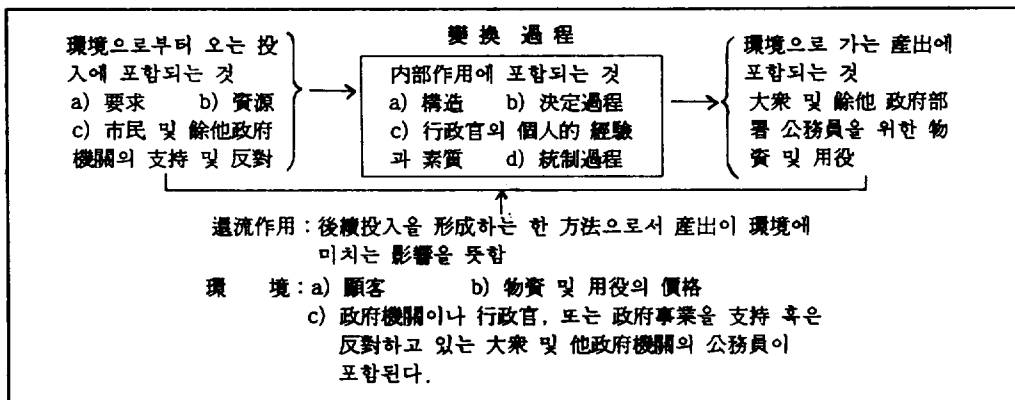 環境으로부터 오는 投
入에 포함되는 것
a) 要求 b) 資源
c) 市民 및 餘他政府
機關의 支持 및 反對
變換 過程
内部作用에 포함되는 것
a) 構造 b) 決定過程
c) 行政官의 個人的 經驗
과 素質 d) 統制過程
環境으로 가는 産出에
포함되는 것
大衆 및 餘他 政府部
署 公務員을 위한 物
資 및 用役
還流作用 : 後續投入을 形成하는 한 方法으로서 産出이 環境에
미치는 影響을 뜻함
環 境 : a) 顧客 b) 物資 및 用役의 價格
c) 政府機關이나 行政官, 또는 政府事業을 支持 혹은
反對하고 있는 大衆 및 他政府機關의 公務員이
포함된다.